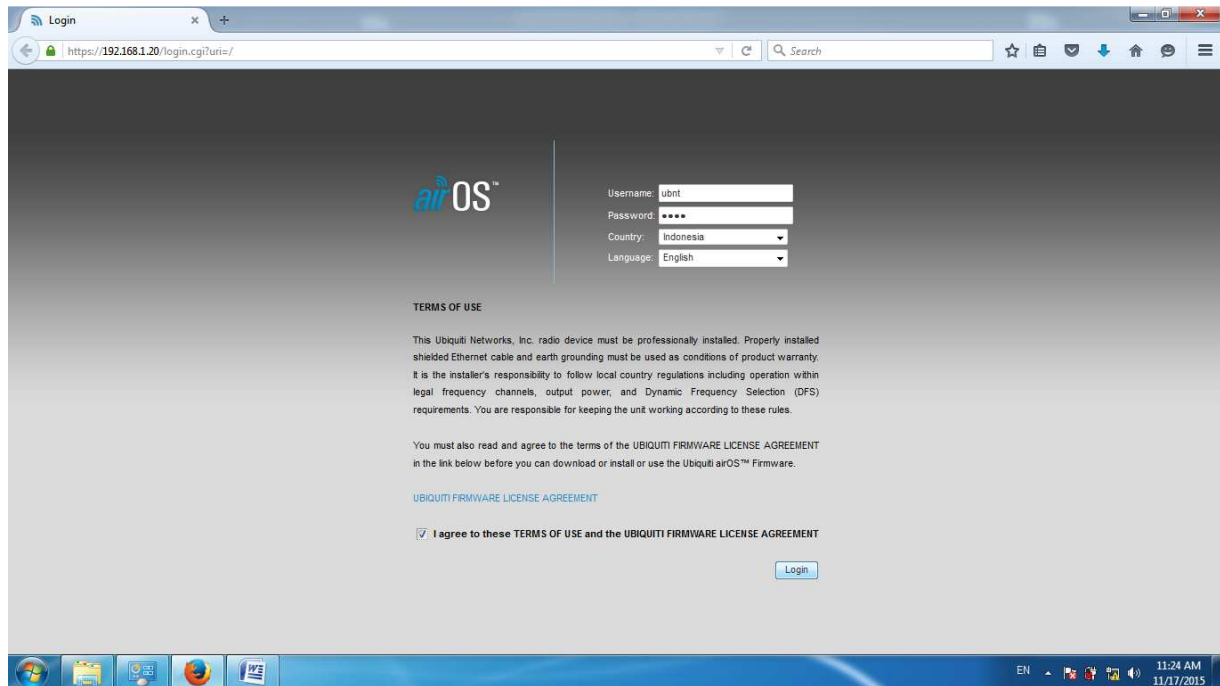 Login
https://192.168.1.20/login.cgi?uri=/
Search
airOS™
Username: ubnt
Password: ••••
Country: Indonesia
Language: English
TERMS OF USE
This Ubiquiti Networks, Inc. radio device must be professionally installed. Properly installed
shielded Ethernet cable and earth grounding must be used as conditions of product warranty.
It is the installer's responsibility to follow local country regulations including operation within
legal frequency channels, output power, and Dynamic Frequency Selection (DFS)
requirements. You are responsible for keeping the unit working according to these rules.
You must also read and agree to the terms of the UBIQUITI FIRMWARE LICENSE AGREEMENT
in the link below before you can download or install or use the Ubiquiti airOS™ Firmware.
UBIQUITI FIRMWARE LICENSE AGREEMENT
I agree to these TERMS OF USE and the UBIQUITI FIRMWARE LICENSE AGREEMENT
Login
EN
11:24 AM
11/17/2015